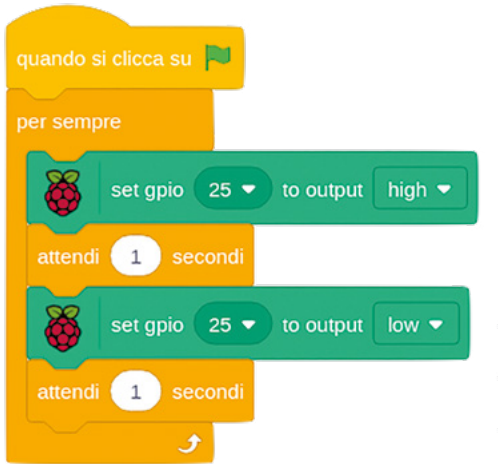 quando si clicca su
per sempre
set gpio 25 to output high
attendi 1 secondi
set gpio 25 to output low
attendi 1 secondi